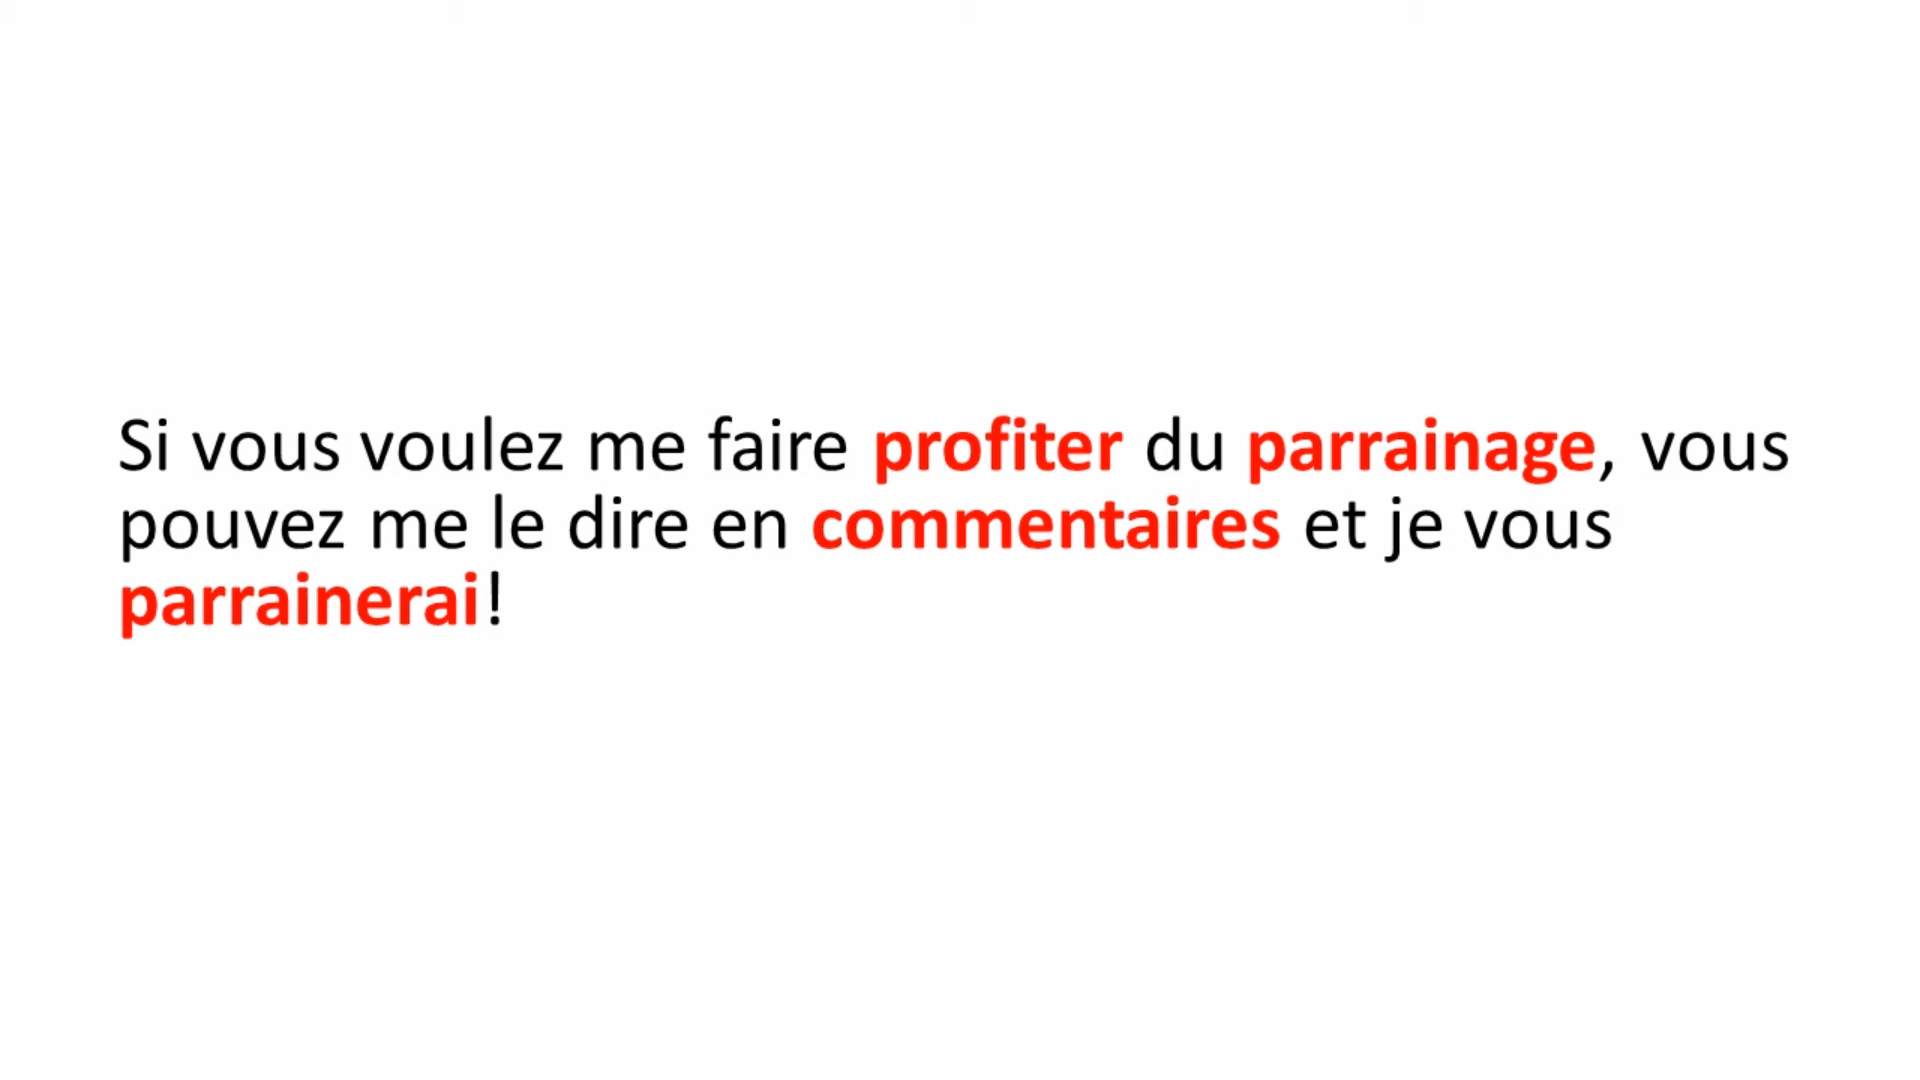 Si vous voulez me faire profiter du parrainage, vous
pouvez me le dire en commentaires et je vous
parrainerai!